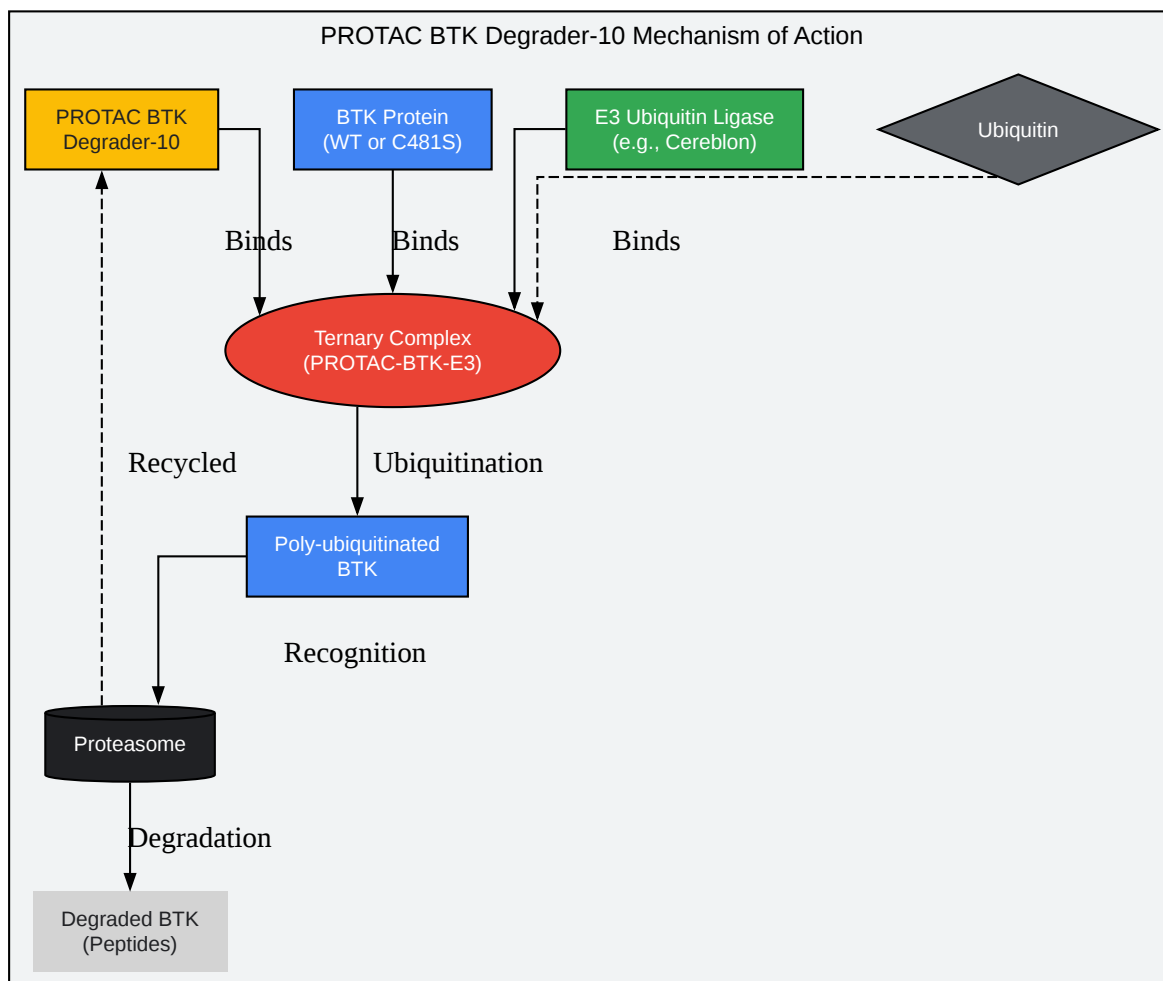 PROTAC BTK Degrader-10 Mechanism of Action
PROTAC BTK
Degrader-10
BTK Protein
(WT or C481S)
E3 Ubiquitin Ligase
(e.g., Cereblon)
Ubiquitin
Binds
Binds
Binds
Ternary Complex
(PROTAC-BTK-E3)
Recycled
Ubiquitination
Poly-ubiquitinated
BTK
Recognition
Proteasome
Degradation
Degraded BTK
(Peptides)